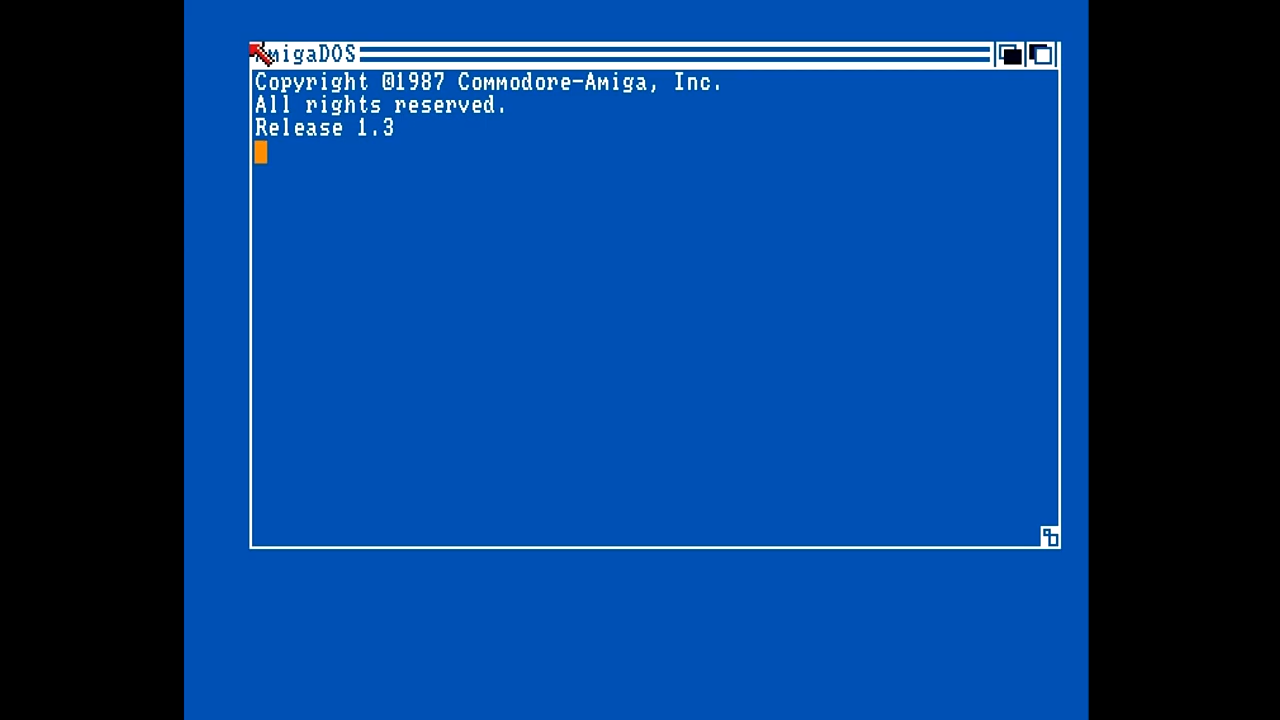 AmigaDOS
Copyright ©1987 Commodore-Amiga, Inc.
All rights reserved.
Release 1.3